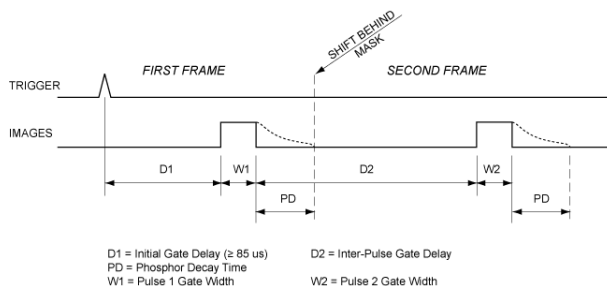 SHIFT BEHIND
MASK
FIRST FRAME
SECOND FRAME
TRIGGER
IMAGES
D1
W1
D2
W2
PD
PD
D1 = Initial Gate Delay (≥ 85 us)
D2 = Inter-Pulse Gate Delay
PD = Phosphor Decay Time
W1 = Pulse 1 Gate Width
W2 = Pulse 2 Gate Width